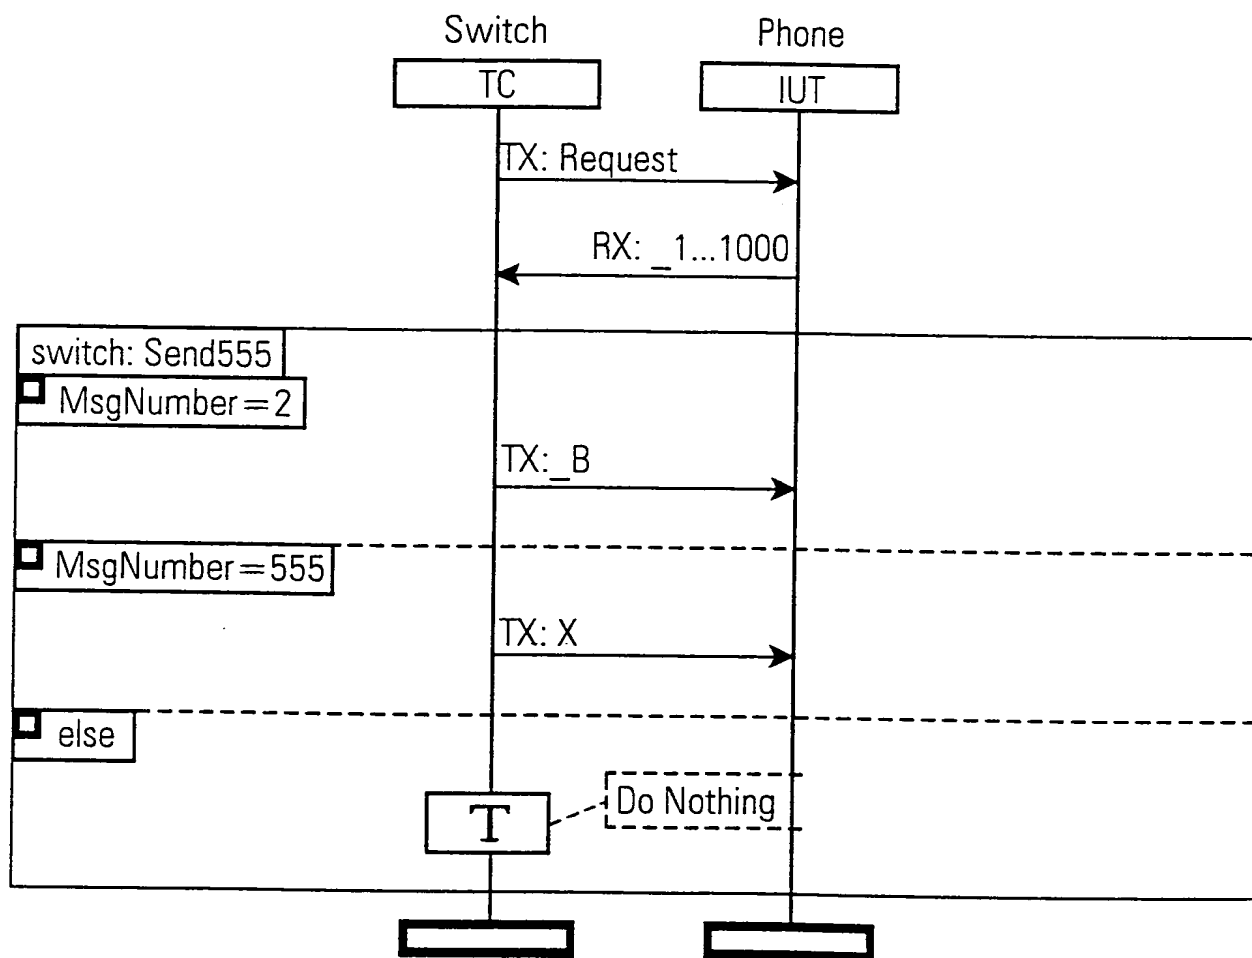 Switch
Phone
TC
IUT
TX: Request
RX: _1...1000
switch: Send555
MsgNumber=2
TX:_B
MsgNumber=555
TX: X
else
T
Do Nothing